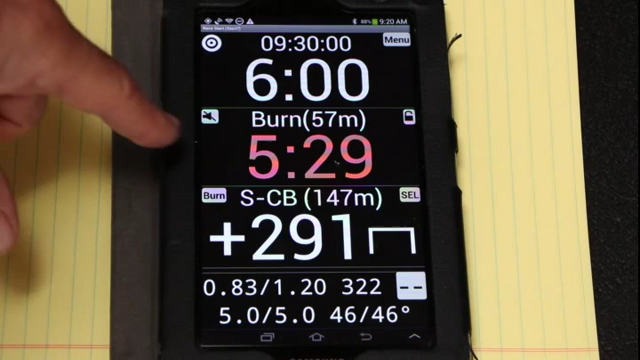 88% 9:20 AM
09:30:00 Menu
6:00
Burn(57m)
5:29
Burn S-CB (147m) SEL
+291
0.83/1.20 322 --
5.0/5.0 46/46°